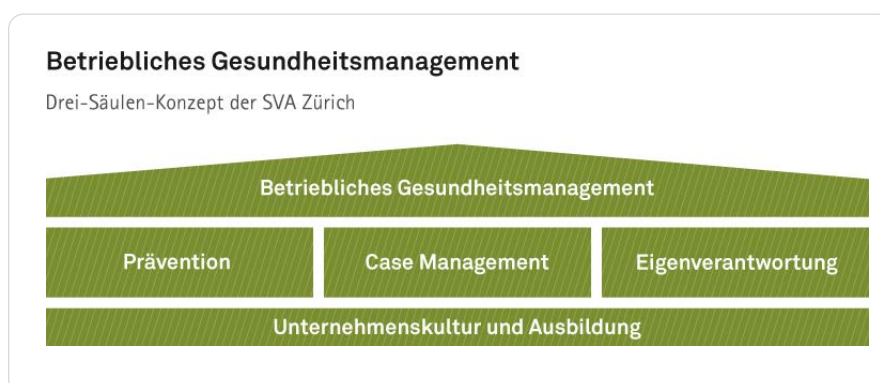 Betriebliches Gesundheitsmanagement
Drei-Säulen-Konzept der SVA Zürich
Betriebliches Gesundheitsmanagement
Prävention
Case Management
Eigenverantwortung
Unternehmenskultur und Ausbildung